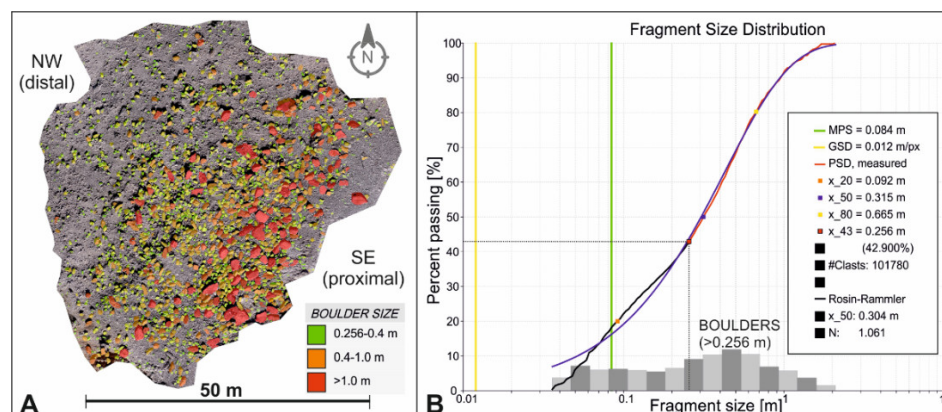 A
NW
(distal)
N
SE
(proximal)
BOULDER SIZE
0.256-0.4 m
0.4-1.0 m
>1.0 m
50 m
B
Fragment Size Distribution
Percent passing [%]
100
90
80
70
60
50
40
30
20
10
0
0.01
0.1
1
Fragment size [m]
BOULDERS
(>0.256 m)
MPS = 0.084 m
GSD = 0.012 m/px
PSD, measured
x_20 = 0.092 m
x_50 = 0.315 m
x_80 = 0.665 m
x_43 = 0.256 m
(42.900%)
#Clasts: 101780
Rosin-Rammler
x_50: 0.304 m
N: 1.061